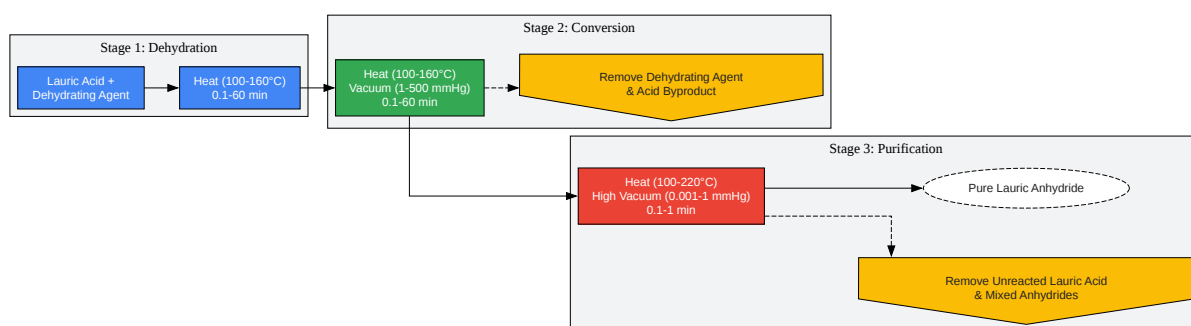 Stage 1: Dehydration
Lauric Acid +
Dehydrating Agent
Heat (100-160°C)
0.1-60 min
Stage 2: Conversion
Heat (100-160°C)
Vacuum (1-500 mmHg)
0.1-60 min
Remove Dehydrating Agent
& Acid Byproduct
Stage 3: Purification
Heat (100-220°C)
High Vacuum (0.001-1 mmHg)
0.1-1 min
Pure Lauric Anhydride
Remove Unreacted Lauric Acid
& Mixed Anhydrides